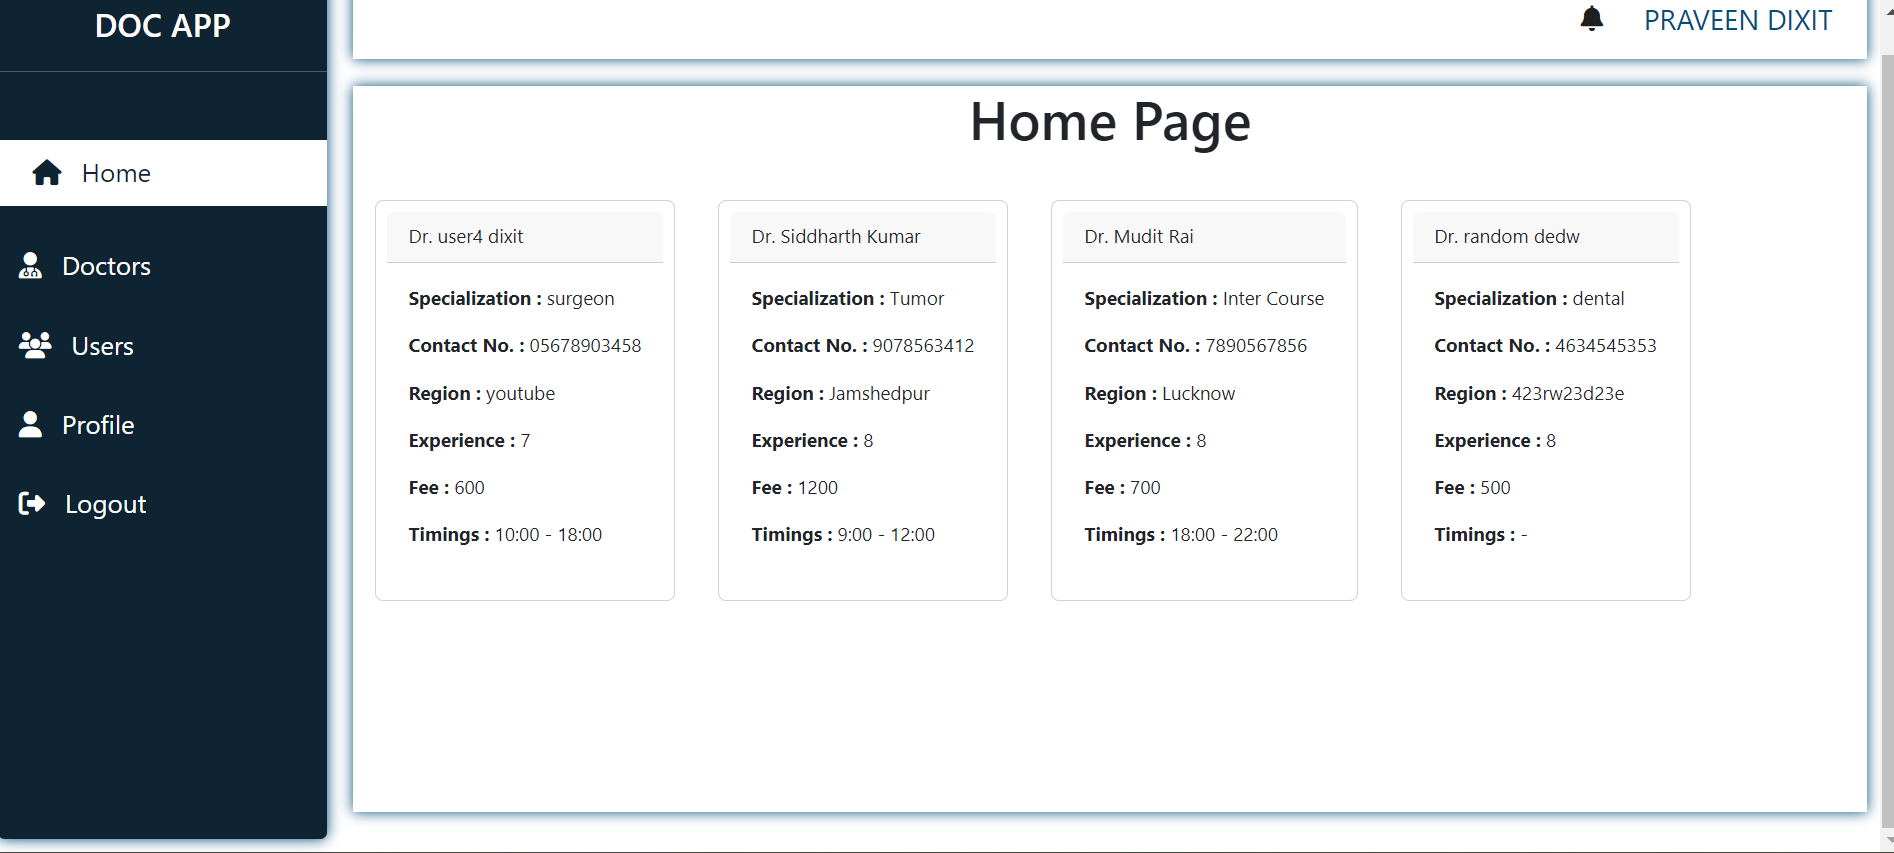 DOC APP
PRAVEEN DIXIT
Home
Doctors
Users
Profile
Logout
Home Page
Dr. user4 dixit
Specialization : surgeon
Contact No. : 05678903458
Region : youtube
Experience : 7
Fee : 600
Timings : 10:00 - 18:00
Dr. Siddharth Kumar
Specialization : Tumor
Contact No. : 9078563412
Region : Jamshedpur
Experience : 8
Fee : 1200
Timings : 9:00 - 12:00
Dr. Mudit Rai
Specialization : Inter Course
Contact No. : 7890567856
Region : Lucknow
Experience : 8
Fee : 700
Timings : 18:00 - 22:00
Dr. random dedw
Specialization : dental
Contact No. : 4634545353
Region : 423rw23d23e
Experience : 8
Fee : 500
Timings : -